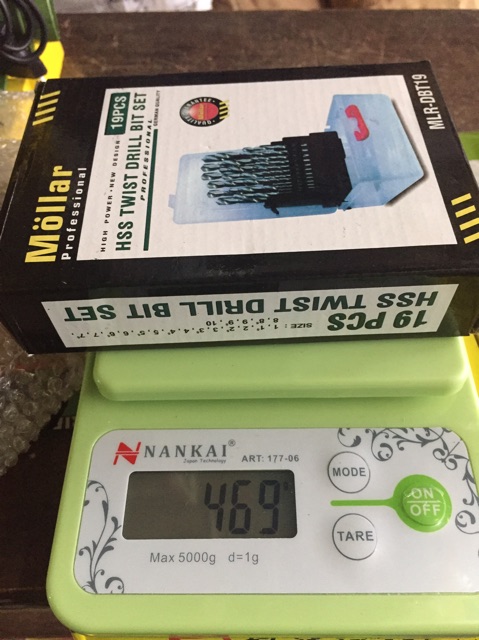 Möllar
Professional
HIGH POWER · NEW DESIGN
19PCS
HSS TWIST DRILL BIT SET
PROFESSIONAL
GERMAN QUALITY
MLR-DBT19
19 PCS
HSS TWIST DRILL BIT SET
SIZE :
NANKAI®
Japan Technology
ART: 177-06
469
Max 5000g d=1g
MODE
TARE
ON
OFF